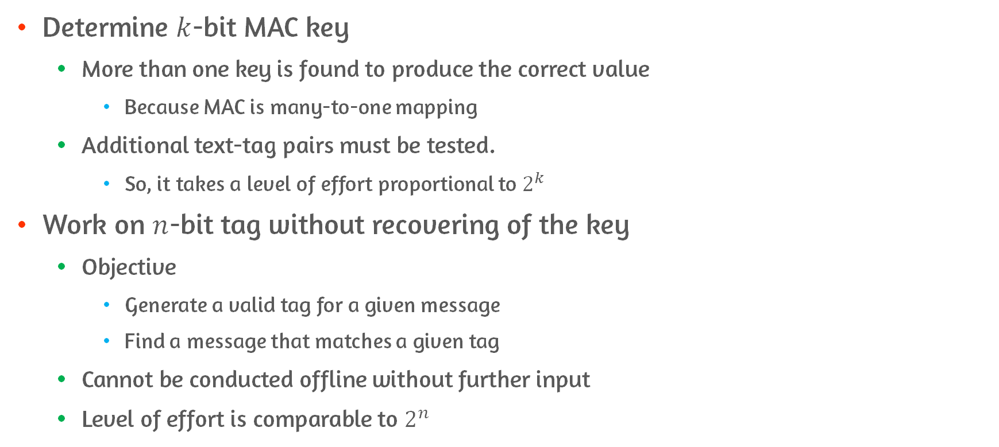 • Determine k-bit MAC key
• More than one key is found to produce the correct value
• Because MAC is many-to-one mapping
• Additional text-tag pairs must be tested.
• So, it takes a level of effort proportional to 2^k
• Work on n-bit tag without recovering of the key
• Objective
• Generate a valid tag for a given message
• Find a message that matches a given tag
• Cannot be conducted offline without further input
• Level of effort is comparable to 2^n